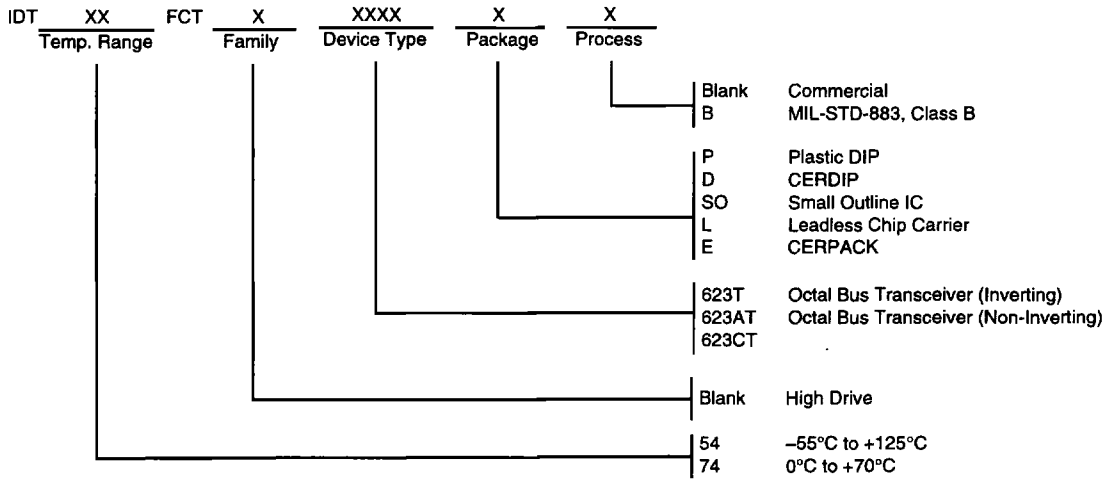 IDT XX FCT X XXXX X X
Temp. Range Family Device Type Package Process
Blank Commercial
B MIL-STD-883, Class B
P Plastic DIP
D CERDIP
SO Small Outline IC
L Leadless Chip Carrier
E CERPACK
623T Octal Bus Transceiver (Inverting)
623AT Octal Bus Transceiver (Non-Inverting)
623CT
Blank High Drive
54 –55°C to +125°C
74 0°C to +70°C